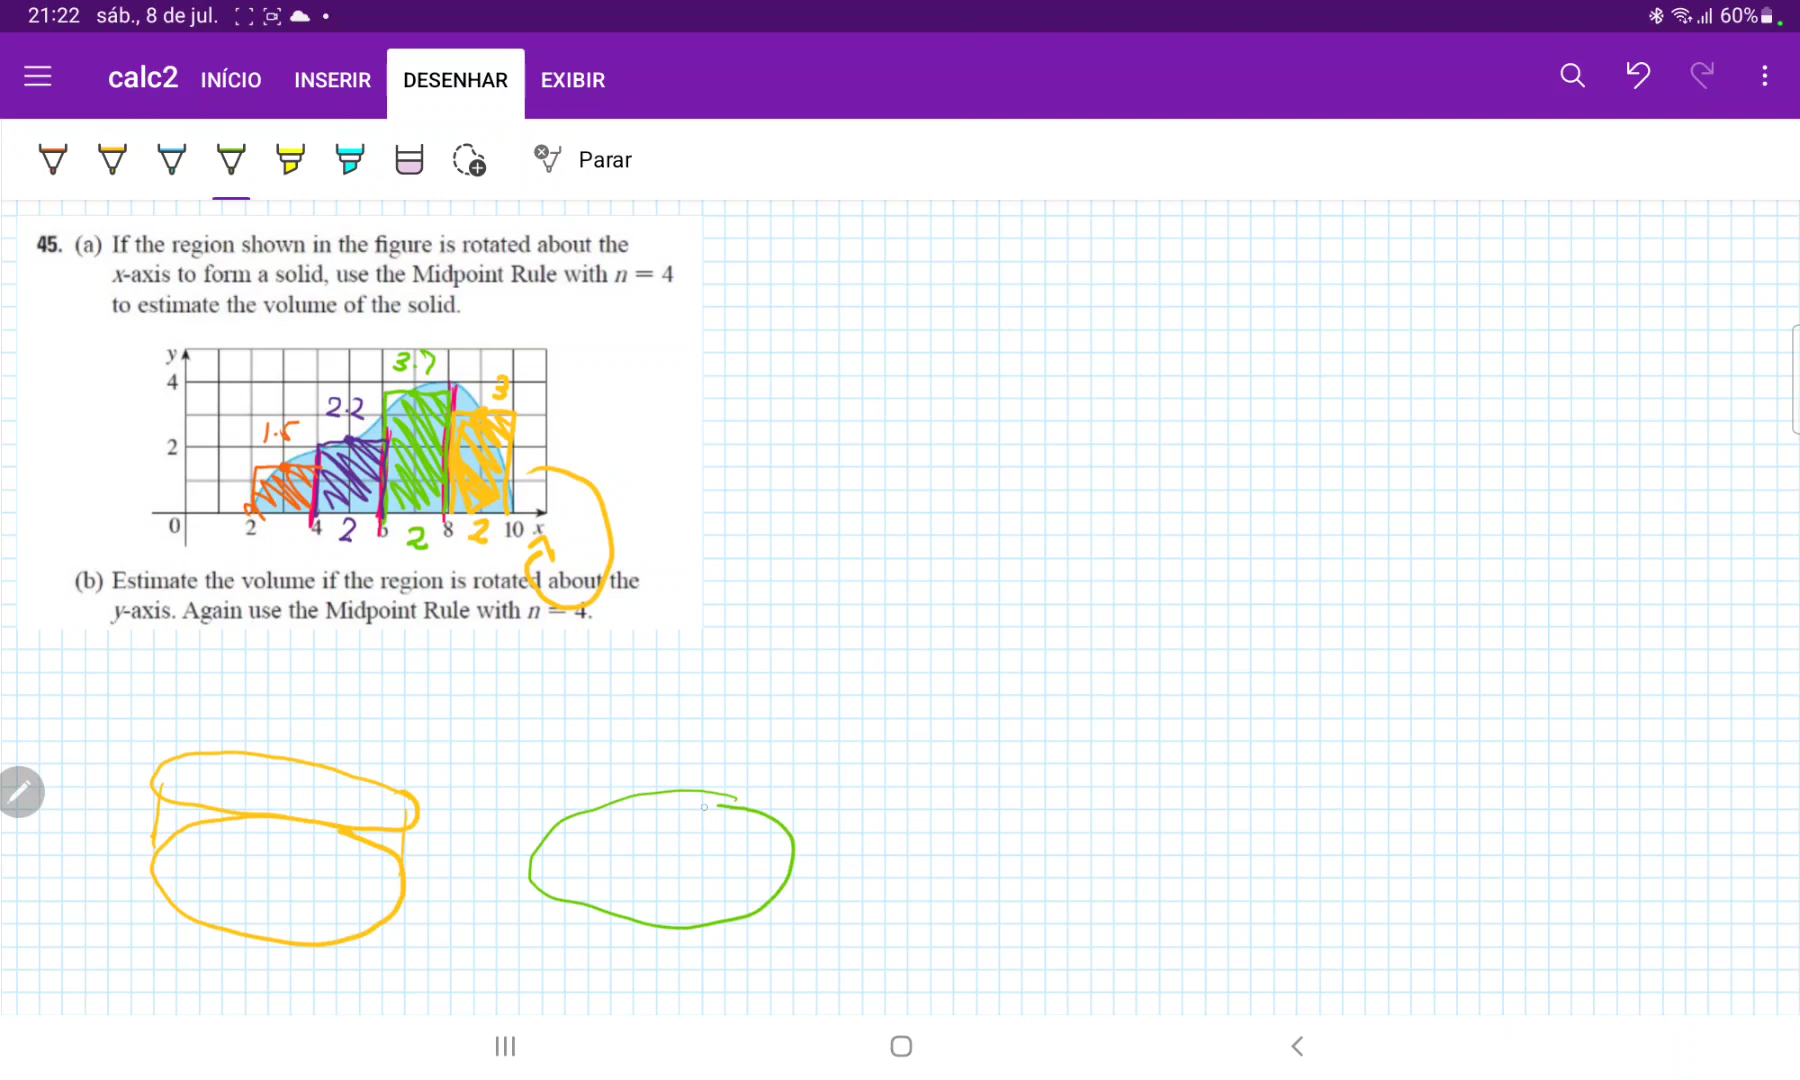 21:22 sáb., 8 de jul.
60%
calc2 INÍCIO INSERIR DESENHAR EXIBIR
Parar
45. (a) If the region shown in the figure is rotated about the
x-axis to form a solid, use the Midpoint Rule with n = 4
to estimate the volume of the solid.
y
3.7
4
3
2.2
1.5
2
0 2 4 2 6 2 8 2 10 x
(b) Estimate the volume if the region is rotated about the
y-axis. Again use the Midpoint Rule with n = 4.